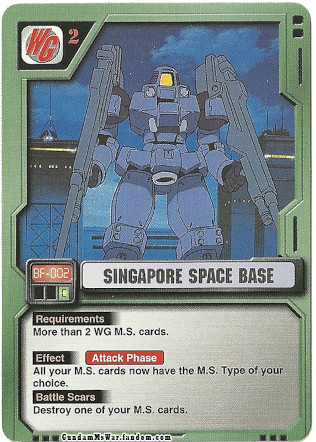 WG 2
BF-002
SINGAPORE SPACE BASE
C
Requirements
More than 2 WG M.S. cards.
Effect Attack Phase
All your M.S. cards now have the M.S. Type of your
choice.
Battle Scars
Destroy one of your M.S. cards.
GundamMsWar.fandom.com